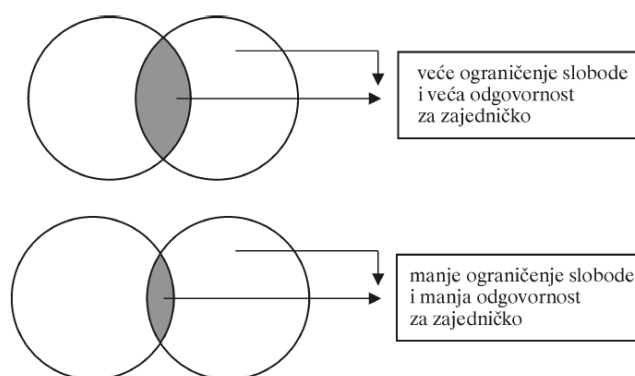 veće ograničenje slobode
i veća odgovornost
za zajedničko
manje ograničenje slobode
i manja odgovornost
za zajedničko